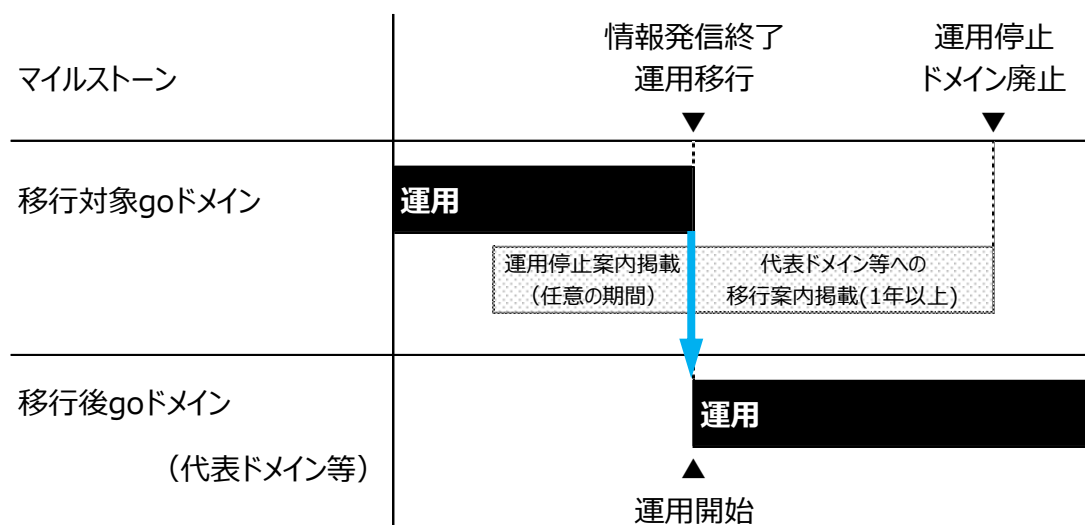 情報発信終了
運用移行
運用停止
ドメイン廃止
マイルストーン
▼
▼
移行対象goドメイン
運用
運用停止案内掲載
（任意の期間）
代表ドメイン等への
移行案内掲載(1年以上)
移行後goドメイン
（代表ドメイン等）
運用
▲
運用開始